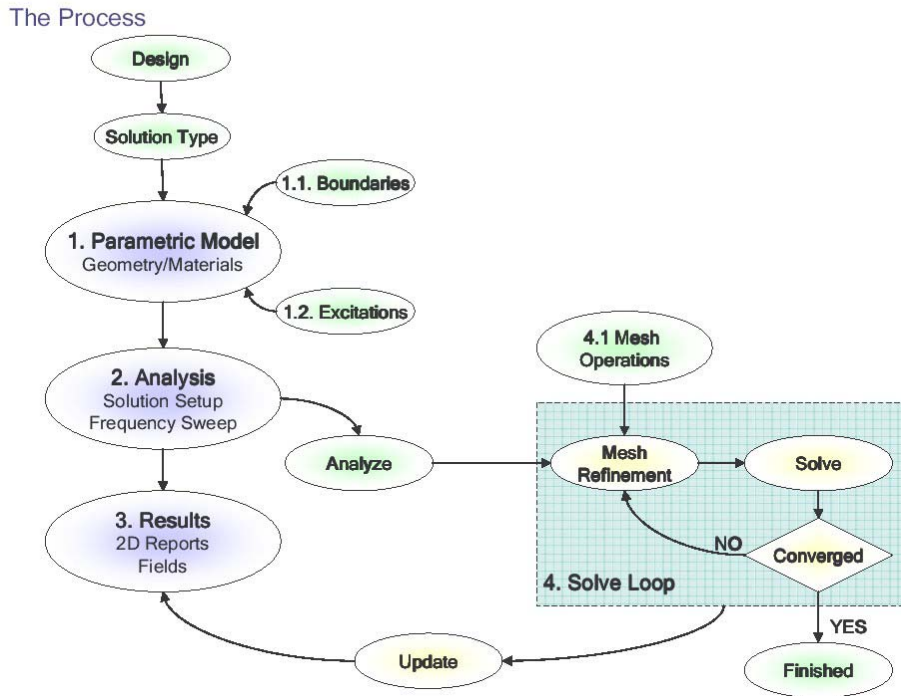 The Process
Design
Solution Type
1.1. Boundaries
1. Parametric Model
Geometry/Materials
1.2. Excitations
4.1 Mesh
Operations
2. Analysis
Solution Setup
Frequency Sweep
Analyze
Mesh
Refinement
Solve
3. Results
2D Reports
Fields
NO
Converged
4. Solve Loop
YES
Update
Finished